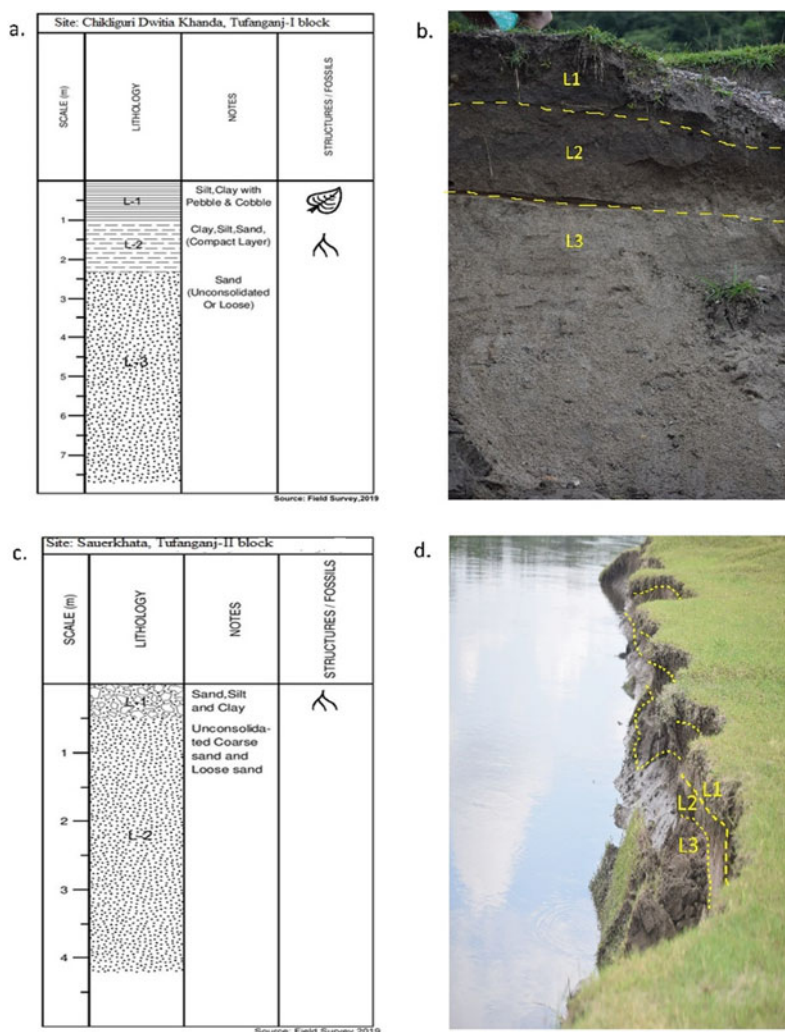 a.
Site: Chikliguri Dwitia Khanda, Tufanganj-I block
SCALE (m)
LITHOLOGY
NOTES
STRUCTURES / FOSSILS
L-1
Silt,Clay with
Pebble & Cobble
1
L-2
Clay,Silt,Sand,
(Compact Layer)
2
Sand
(Unconsolidated
Or Loose)
3
4
L-3
5
6
7
Source: Field Survey,2019
b.
L1
L2
L3
c.
Site: Sauerkhata, Tufanganj-II block
SCALE (m)
LITHOLOGY
NOTES
STRUCTURES / FOSSILS
L-1
Sand,Silt
and Clay
Unconsolida-
ted Coarse
sand and
Loose sand
1
2
L-2
3
4
Source: Field Survey,2019
d.
L1
L2
L3